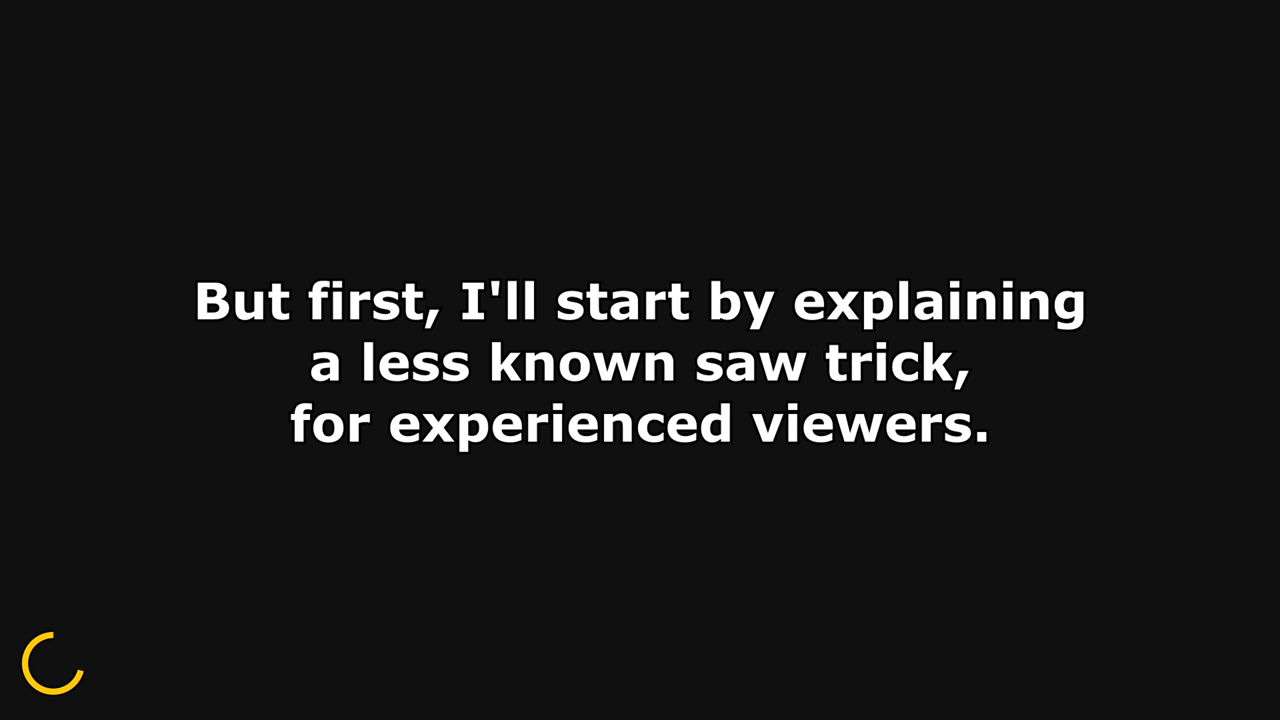 But first, I'll start by explaining
a less known saw trick,
for experienced viewers.